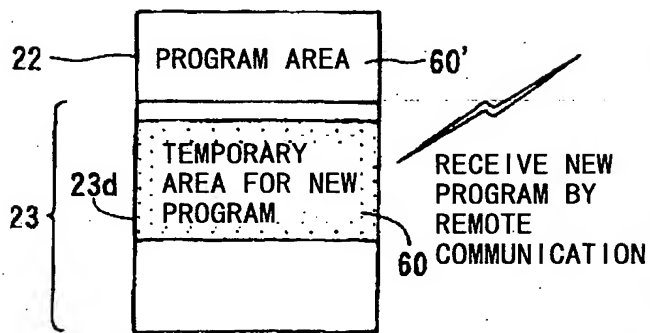 22 PROGRAM AREA 60'
TEMPORARY
AREA FOR NEW
PROGRAM
23d
23
60
RECEIVE NEW
PROGRAM BY
REMOTE
COMMUNICATION